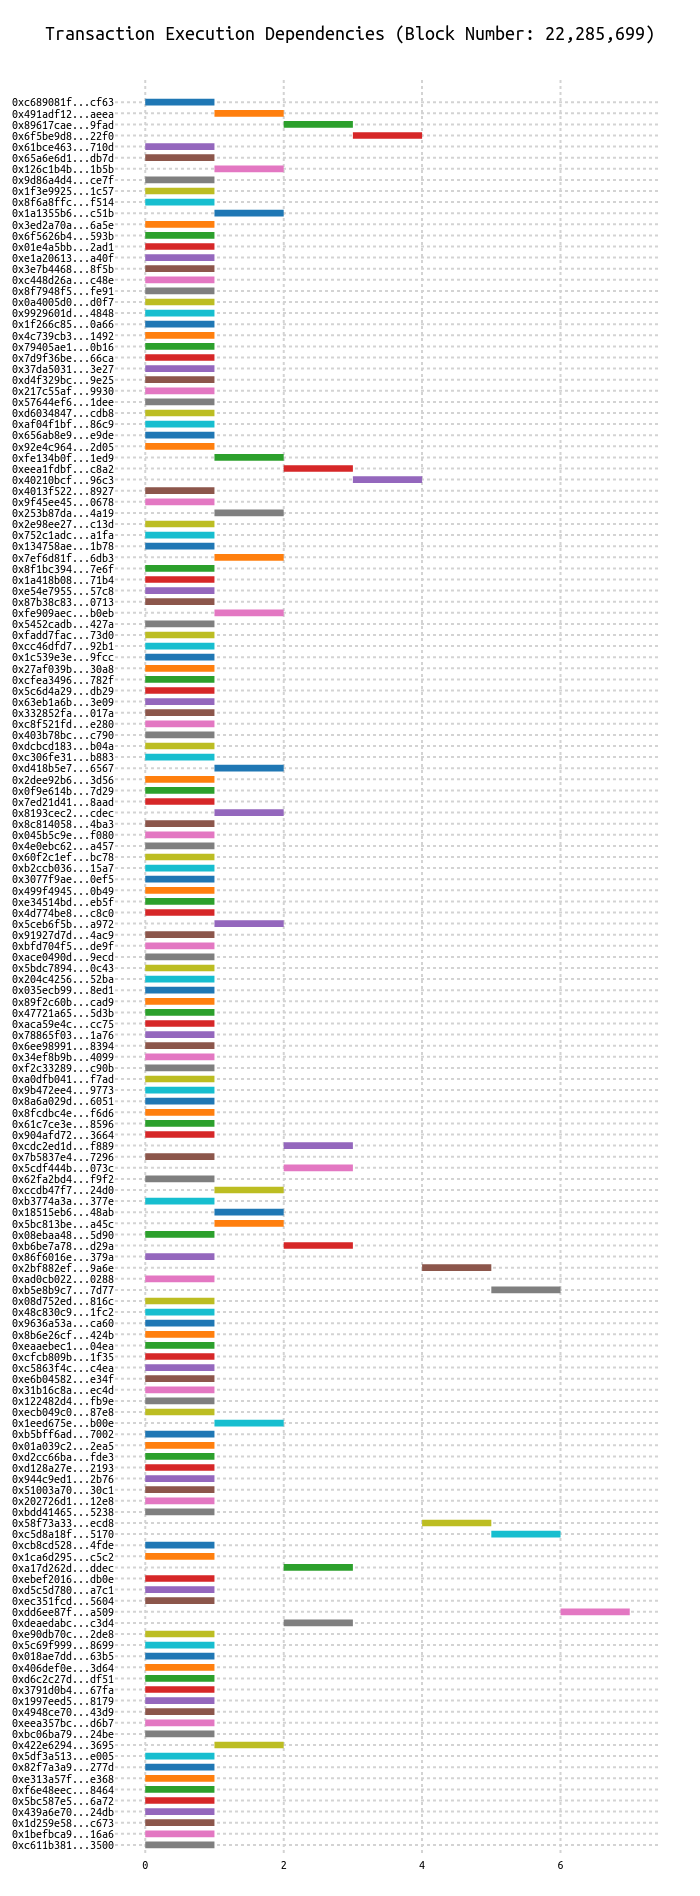 Transaction Execution Dependencies (Block Number: 22,285,699)
0xc689081f...cf63
0x491adf12...aeea
0x89617cae...9fad
0x6f5be9d8...22f0
0x61bce463...710d
0x65a6e6d1...db7d
0x126c1b4b...1b5b
0x9d86a4d4...ce7f
0x1f3e9925...1c57
0x8f6a8ffc...f514
0x1a1355b6...c51b
0x3ed2a70a...6a5e
0x6f5626b4...593b
0x01e4a5bb...2ad1
0xe1a20613...a40f
0x3e7b4468...8f5b
0xc448d26a...c48e
0x8f7948f5...fe91
0x0a4005d0...d0f7
0x9929601d...4848
0x1f266c85...0a66
0x4c739cb3...1492
0x79405ae1...0b16
0x7d9f36be...66ca
0x37da5031...3e27
0xd4f329bc...9e25
0x217c55af...9930
0x57644ef6...1dee
0xd6034847...cdb8
0xaf04f1bf...86c9
0x656ab8e9...e9de
0x92e4c964...2d05
0xfe134b0f...1ed9
0xeea1fdbf...c8a2
0x40210bcf...96c3
0x4013f522...8927
0x9f45ee45...0678
0x253b87da...4a19
0x2e98ee27...c13d
0x752c1adc...a1fa
0x134758ae...1b78
0x7ef6d81f...6db3
0x8f1bc394...7e6f
0x1a418b08...71b4
0xe54e7955...57c8
0x87b38c83...0713
0xfe909aec...b0eb
0x5452cadb...427a
0xfadd7fac...73d0
0xcc46dfd7...92b1
0x1c539e3e...9fcc
0x27af039b...30a8
0xcfea3496...782f
0x5c6d4a29...db29
0x63eb1a6b...3e09
0x332852fa...017a
0xc8f521fd...e280
0x403b78bc...c790
0xdcbcd183...b04a
0xc306fe31...b883
0xd418b5e7...6567
0x2dee92b6...3d56
0x0f9e614b...7d29
0x7ed21d41...8aad
0x8193cec2...cdec
0x8c814058...4ba3
0x045b5c9e...f080
0x4e0ebc62...a457
0x60f2c1ef...bc78
0xb2ccb036...15a7
0x3077f9ae...0ef5
0x499f4945...0b49
0xe34514bd...eb5f
0x4d774be8...c8c0
0x5ceb6f5b...a972
0x91927d7d...4ac9
0xbfd704f5...de9f
0xace0490d...9ecd
0x5bdc7894...0c43
0x204c4256...52ba
0x035ecb99...8ed1
0x89f2c60b...cad9
0x47721a65...5d3b
0xaca59e4c...cc75
0x78865f03...1a76
0x6ee98991...8394
0x34ef8b9b...4099
0xf2c33289...c90b
0xa0dfb041...f7ad
0x9b472ee4...9773
0x8a6a029d...6051
0x8fcdbc4e...f6d6
0x61c7ce3e...8596
0x904afd72...3664
0xcdc2ed1d...f889
0x7b5837e4...7296
0x5cdf444b...073c
0x62fa2bd4...f9f2
0xccdb47f7...24d0
0xb3774a3a...377e
0x18515eb6...48ab
0x5bc813be...a45c
0x08ebaa48...5d90
0xb6be7a78...d29a
0x86f6016e...379a
0x2bf882ef...9a6e
0xad0cb022...0288
0xb5e8b9c7...7d77
0x08d752ed...816c
0x48c830c9...1fc2
0x9636a53a...ca60
0x8b6e26cf...424b
0xeaaebec1...04ea
0xcfcb809b...1f35
0xc5863f4c...c4ea
0xe6b04582...e34f
0x31b16c8a...ec4d
0x122482d4...fb9e
0xecb049c0...87e8
0x1eed675e...b00e
0xb5bff6ad...7002
0x01a039c2...2ea5
0xd2cc66ba...fde3
0xd128a27e...2193
0x944c9ed1...2b76
0x51003a70...30c1
0x202726d1...12e8
0xbdd41465...5238
0x58f73a33...ecd8
0xc5d8a18f...5170
0xcb8cd528...4fde
0x1ca6d295...c5c2
0xa17d262d...ddec
0xebef2016...db0e
0xd5c5d780...a7c1
0xec351fcd...5604
0xdd6ee87f...a509
0xdeaedabc...c3d4
0xe90db70c...2de8
0x5c69f999...8699
0x018ae7dd...63b5
0x406def0e...3d64
0xd6c2c27d...df51
0x3791d0b4...67fa
0x1997eed5...8179
0x4948ce70...43d9
0xeea357bc...d6b7
0xbc06ba79...24be
0x422e6294...3695
0x5df3a513...e005
0x82f7a3a9...277d
0xe313a57f...e368
0xf6e48eec...8464
0x5bc587e5...6a72
0x439a6e70...24db
0x1d259e58...c673
0x1befbca9...16a6
0xc611b381...3500
0 2 4 6